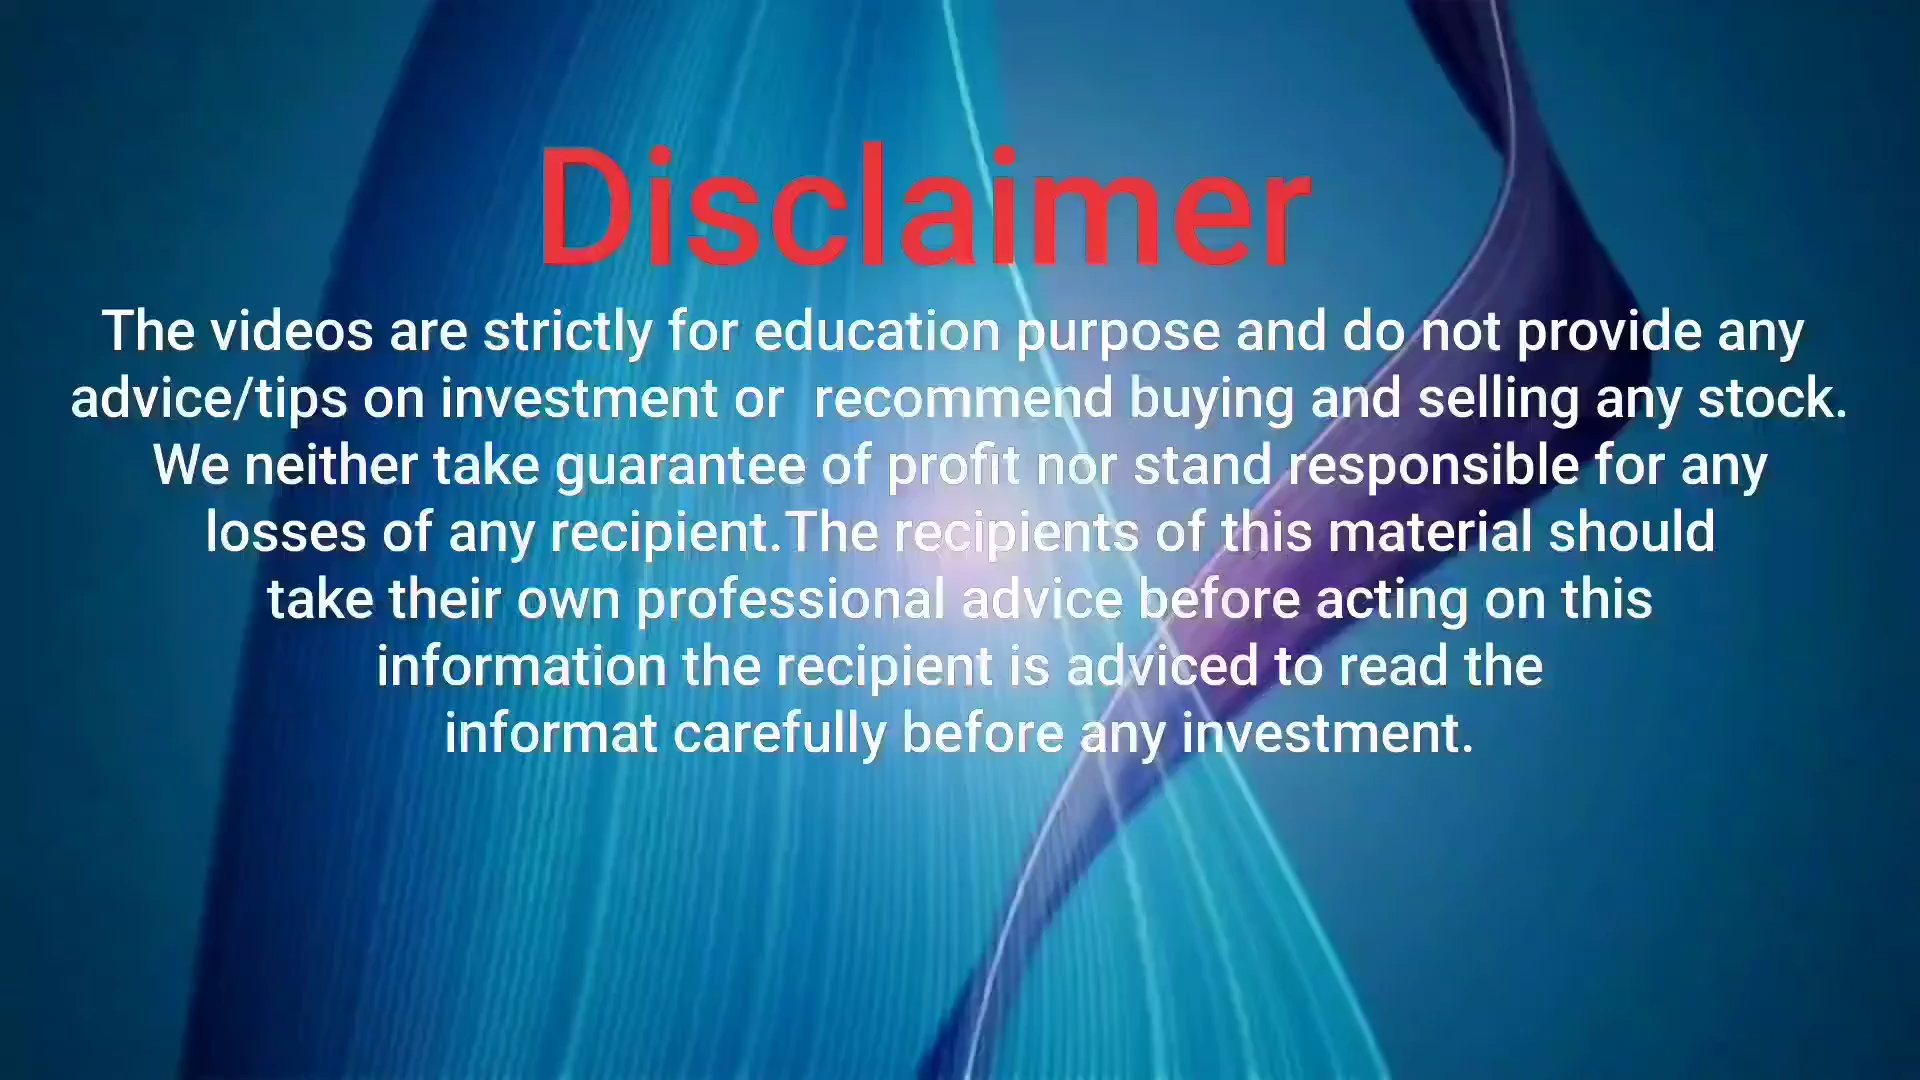 Disclaimer
The videos are strictly for education purpose and do not provide any
advice/tips on investment or  recommend buying and selling any stock.
We neither take guarantee of profit nor stand responsible for any
losses of any recipient.The recipients of this material should
take their own professional advice before acting on this
information the recipient is adviced to read the
informat carefully before any investment.